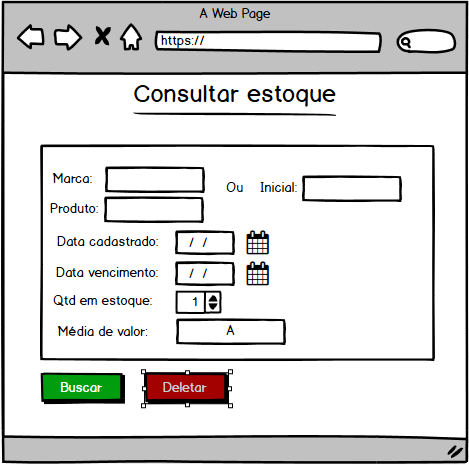 A Web Page
https://
Consultar estoque
Marca:
Ou Inicial:
Produto:
Data cadastrado: / /
Data vencimento: / /
Qtd em estoque: 1
Média de valor: A
Buscar Deletar